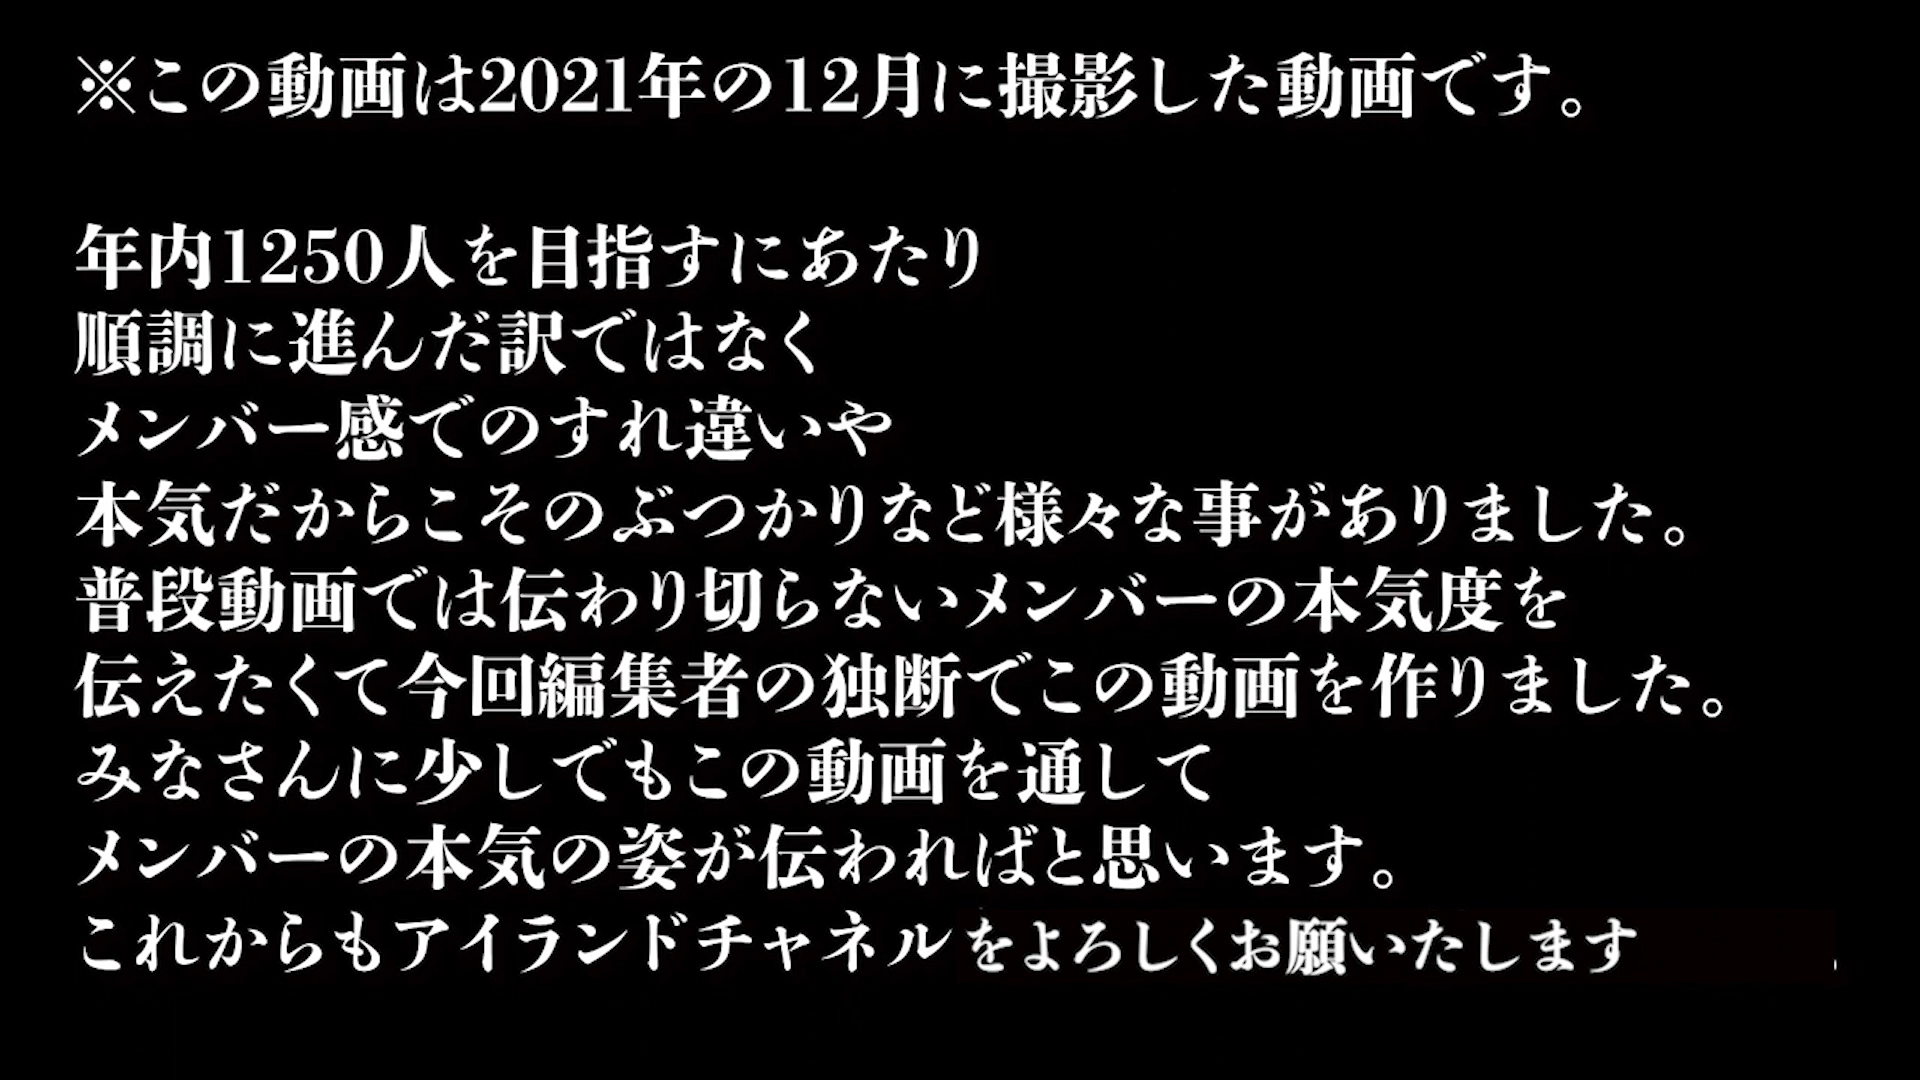 ※この動画は2021年の12月に撮影した動画です。
年内1250人を目指すにあたり
順調に進んだ訳ではなく
メンバー感でのすれ違いや
本気だからこそのぶつかりなど様々な事がありました。
普段動画では伝わり切らないメンバーの本気度を
伝えたくて今回編集者の独断でこの動画を作りました。
みなさんに少しでもこの動画を通して
メンバーの本気の姿が伝わればと思います。
これからもアイランドチャネルをよろしくお願いいたします